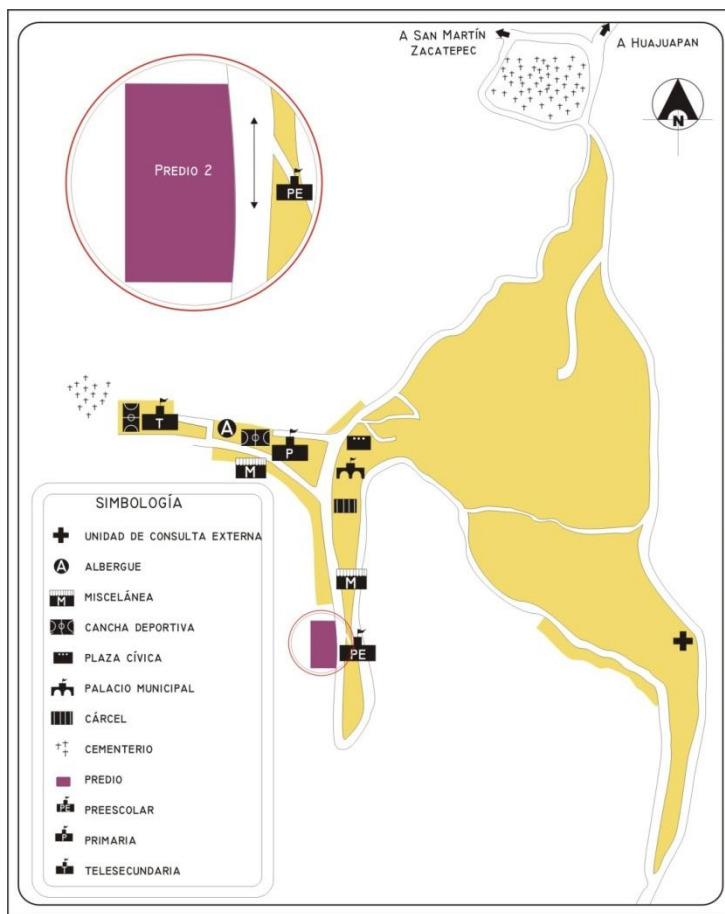 A SAN MARTÍN
ZACATEPEC
A HUAJUAPAN
N
PREDIO 2
PE
T
A
P
M
M
PE
SIMBOLOGÍA
UNIDAD DE CONSULTA EXTERNA
A ALBERGUE
M MISCELÁNEA
CANCHA DEPORTIVA
PLAZA CÍVICA
PALACIO MUNICIPAL
CÁRCEL
CEMENTERIO
PREDIO
PE PREESCOLAR
P PRIMARIA
T TELESECUNDARIA